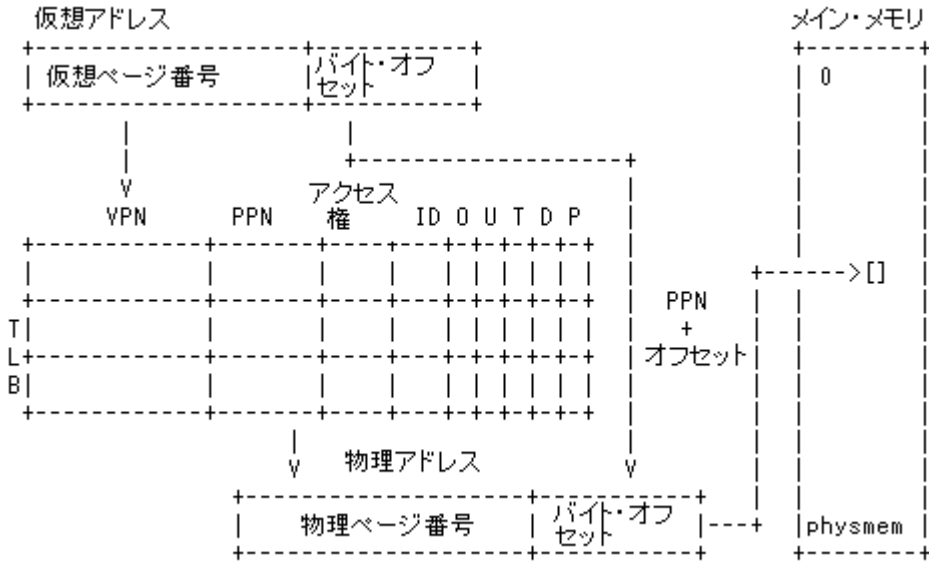 仮想アドレス
メイン・メモリ
仮想ページ番号
バイト・オフ
セット
0
アクセス
権
VPN PPN ID O U T D P
PPN
+
オフセット
T
L
B
物理アドレス
物理ページ番号
バイト・オフ
セット
physmem